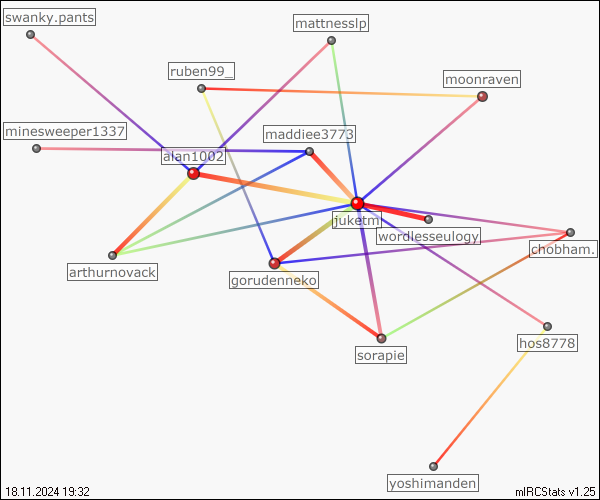 swanky.pants
mattnesslp
ruben99_
moonraven
minesweeper1337
maddiee3773
alan1002
juketm
wordlesseulogy
chobham.
arthurnovack
gorudenneko
hos8778
sorapie
yoshimanden
18.11.2024 19:32
mIRCStats v1.25